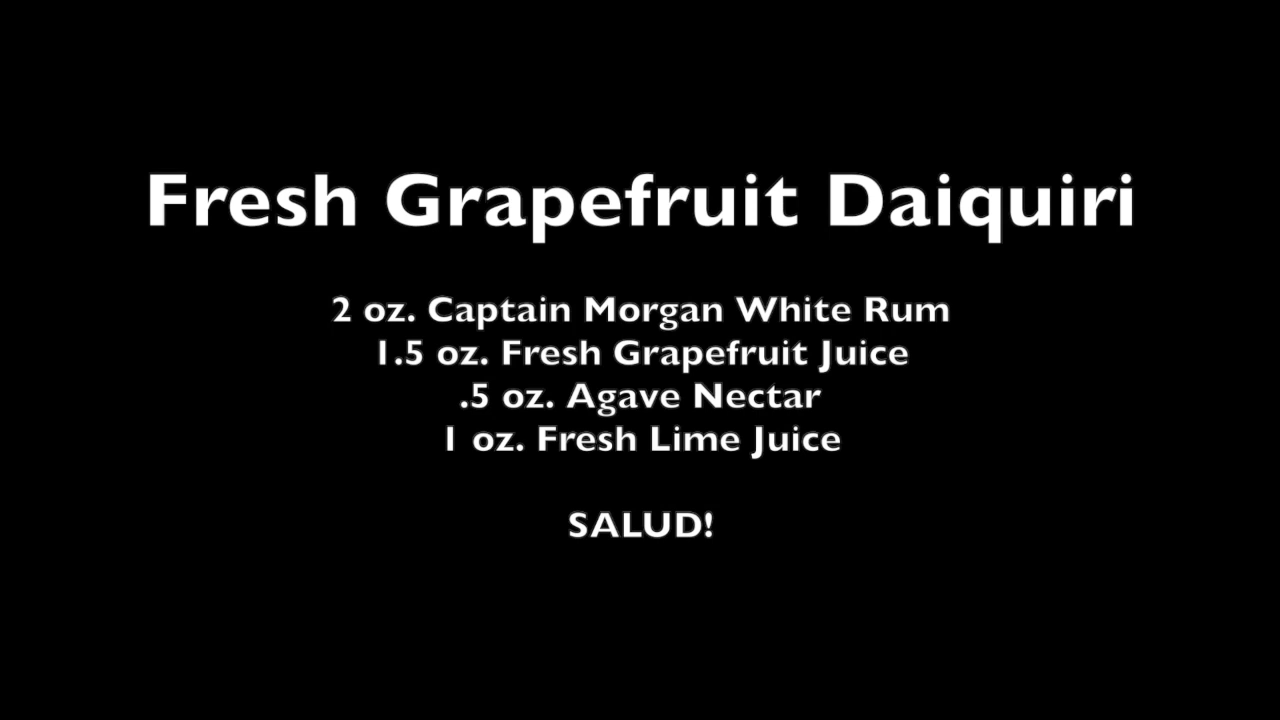 Fresh Grapefruit Daiquiri
2 oz. Captain Morgan White Rum
1.5 oz. Fresh Grapefruit Juice
.5 oz. Agave Nectar
1 oz. Fresh Lime Juice
SALUD!